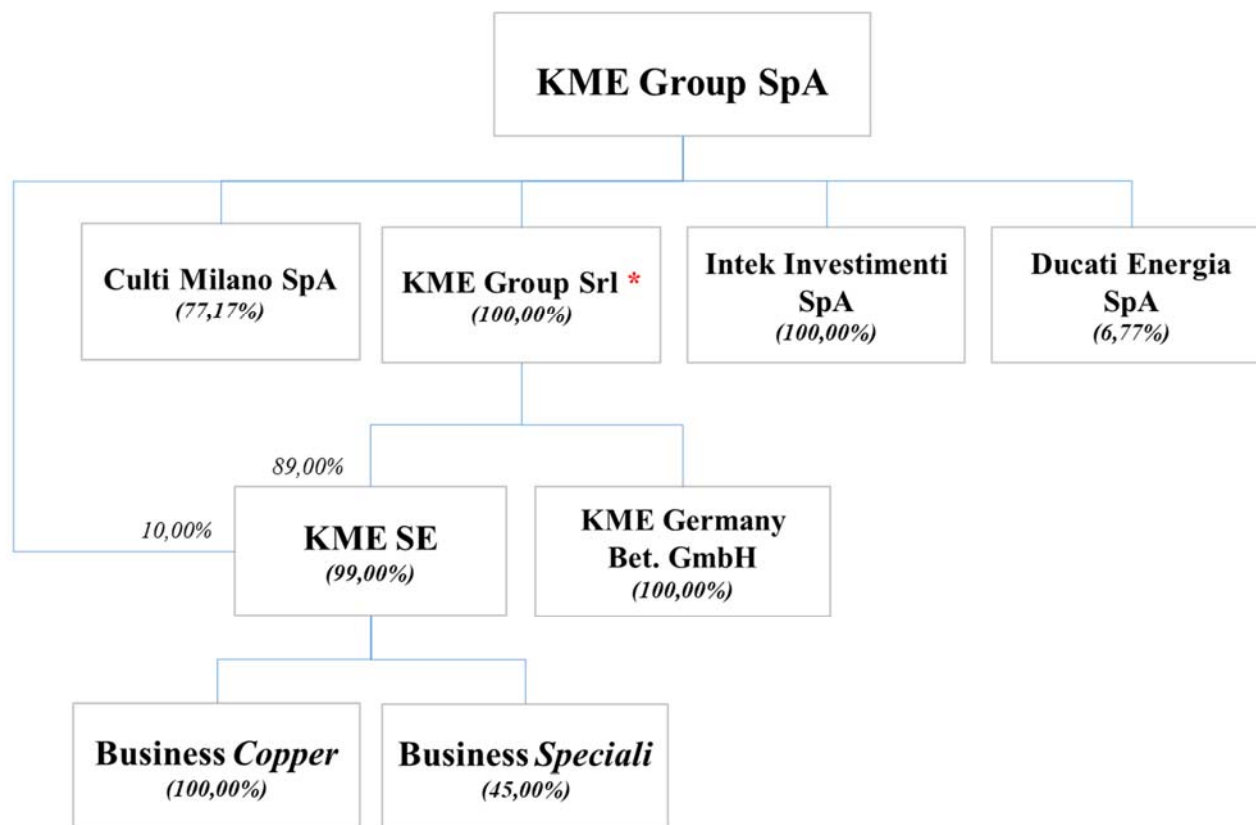 KME Group SpA
Culti Milano SpA
(77,17%)
KME Group Srl *
(100,00%)
Intek Investimenti
SpA
(100,00%)
Ducati Energia
SpA
(6,77%)
89,00%
10,00%
KME SE
(99,00%)
KME Germany
Bet. GmbH
(100,00%)
Business Copper
(100,00%)
Business Speciali
(45,00%)